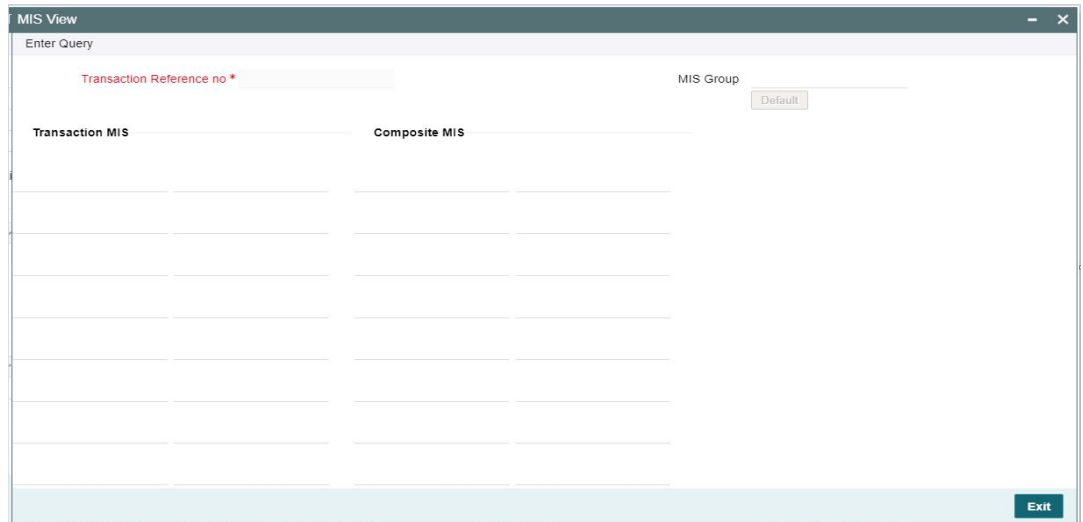 MIS View
Enter Query
Transaction Reference no *
MIS Group
Default
Transaction MIS
Composite MIS
Exit